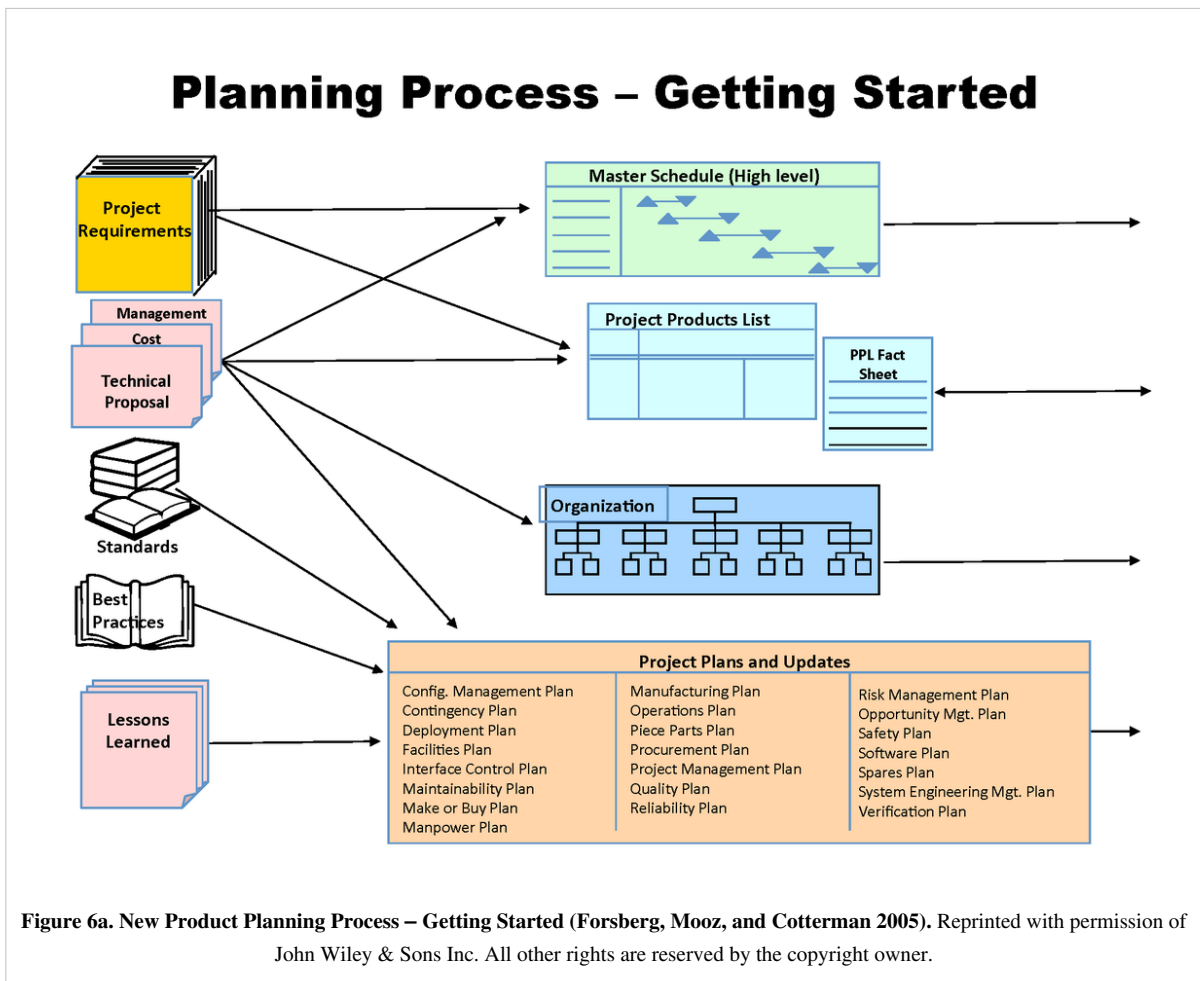 Planning Process – Getting Started
Project
Requirements
Management
Cost
Technical
Proposal
Standards
Best
Practices
Lessons
Learned
Master Schedule (High level)
Project Products List
PPL Fact
Sheet
Organization
Project Plans and Updates
Config. Management Plan
Contingency Plan
Deployment Plan
Facilities Plan
Interface Control Plan
Maintainability Plan
Make or Buy Plan
Manpower Plan
Manufacturing Plan
Operations Plan
Piece Parts Plan
Procurement Plan
Project Management Plan
Quality Plan
Reliability Plan
Risk Management Plan
Opportunity Mgt. Plan
Safety Plan
Software Plan
Spares Plan
System Engineering Mgt. Plan
Verification Plan
Figure 6a. New Product Planning Process – Getting Started (Forsberg, Mooz, and Cotterman 2005). Reprinted with permission of
John Wiley & Sons Inc. All other rights are reserved by the copyright owner.